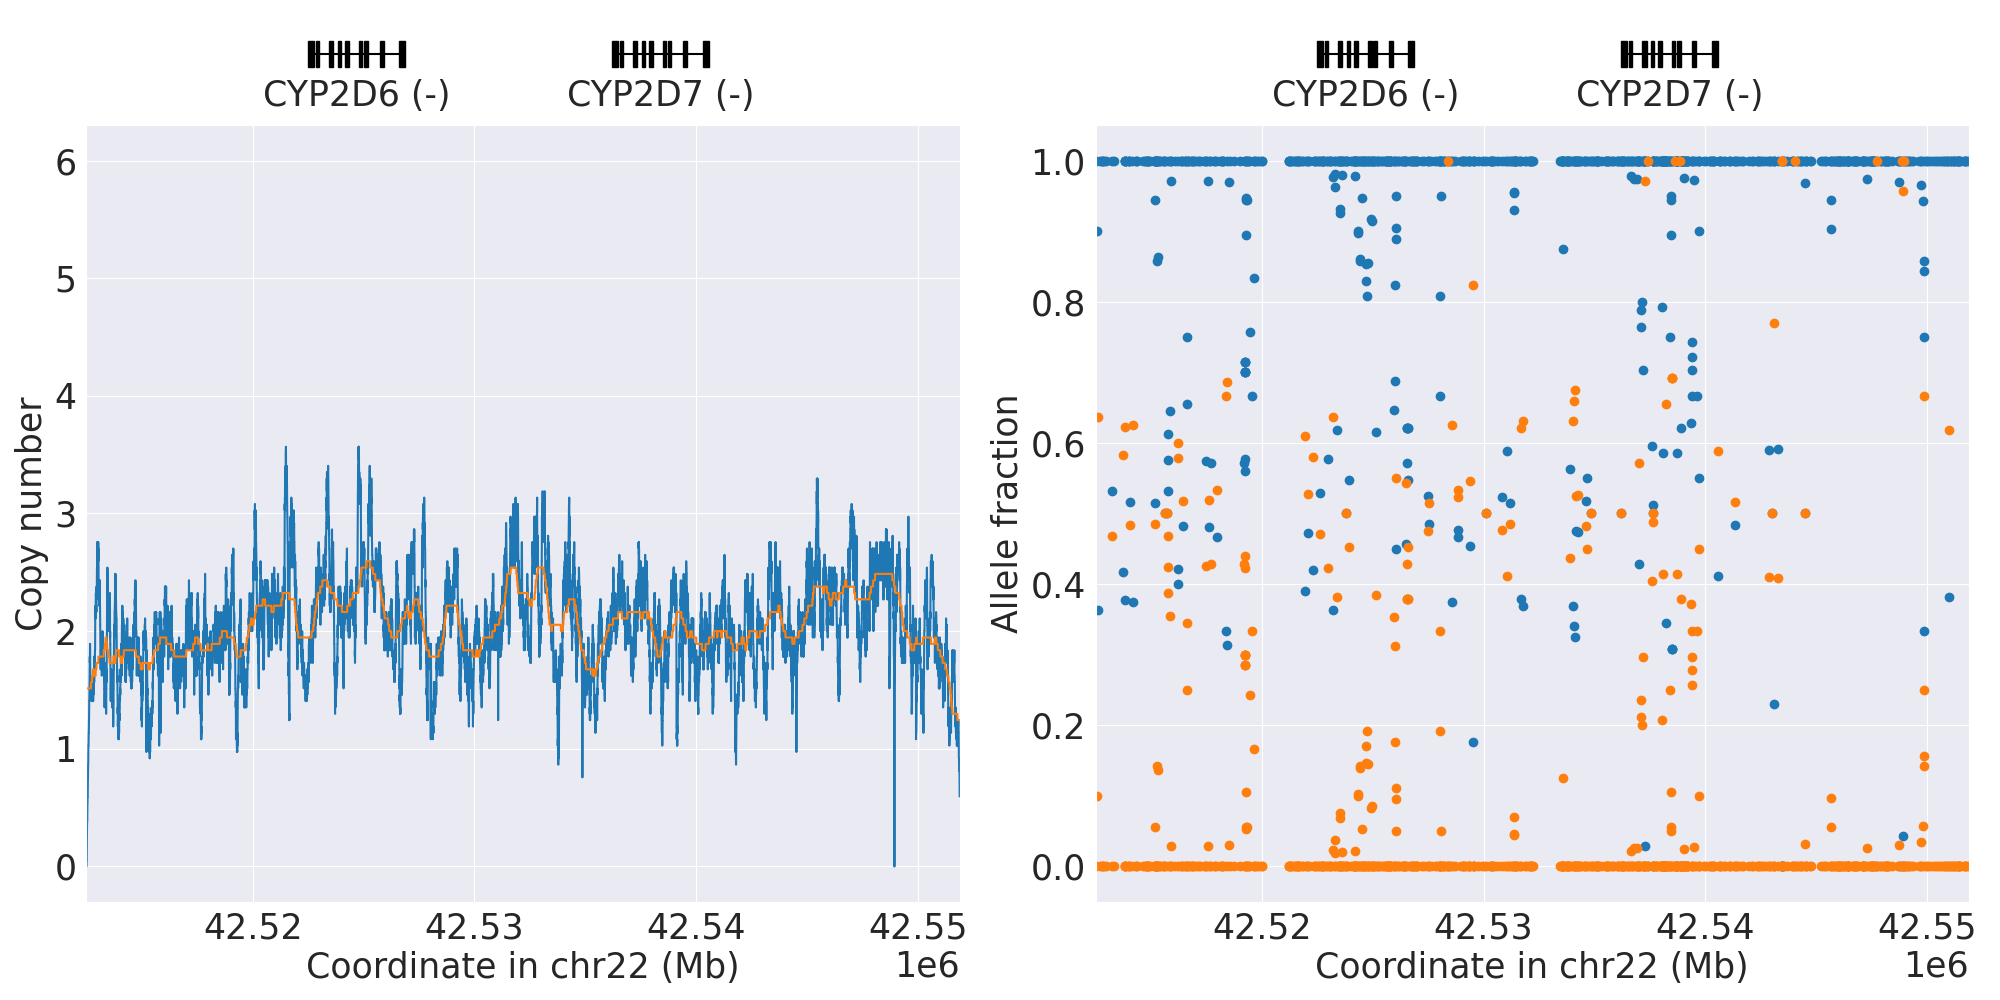 CYP2D6 (-)
CYP2D7 (-)
6
5
4
3
2
1
0
Copy number
42.52
42.53
42.54
42.55
Coordinate in chr22 (Mb)
1e6
CYP2D6 (-)
CYP2D7 (-)
1.0
0.8
0.6
0.4
0.2
0.0
Allele fraction
42.52
42.53
42.54
42.55
Coordinate in chr22 (Mb)
1e6